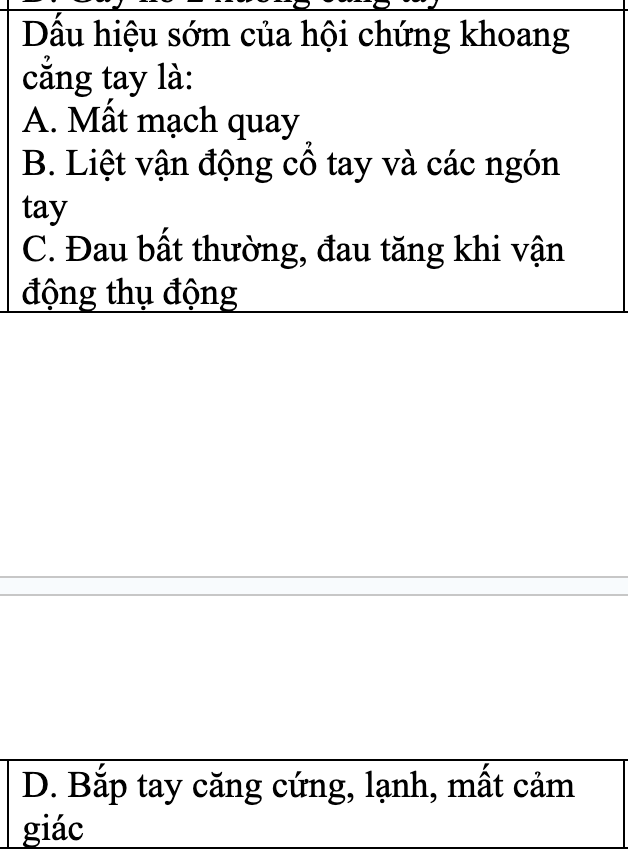 Dấu hiệu sớm của hội chứng khoang
cẳng tay là:
A. Mất mạch quay
B. Liệt vận động cổ tay và các ngón
tay
C. Đau bất thường, đau tăng khi vận
động thụ động
D. Bắp tay căng cứng, lạnh, mất cảm
giác